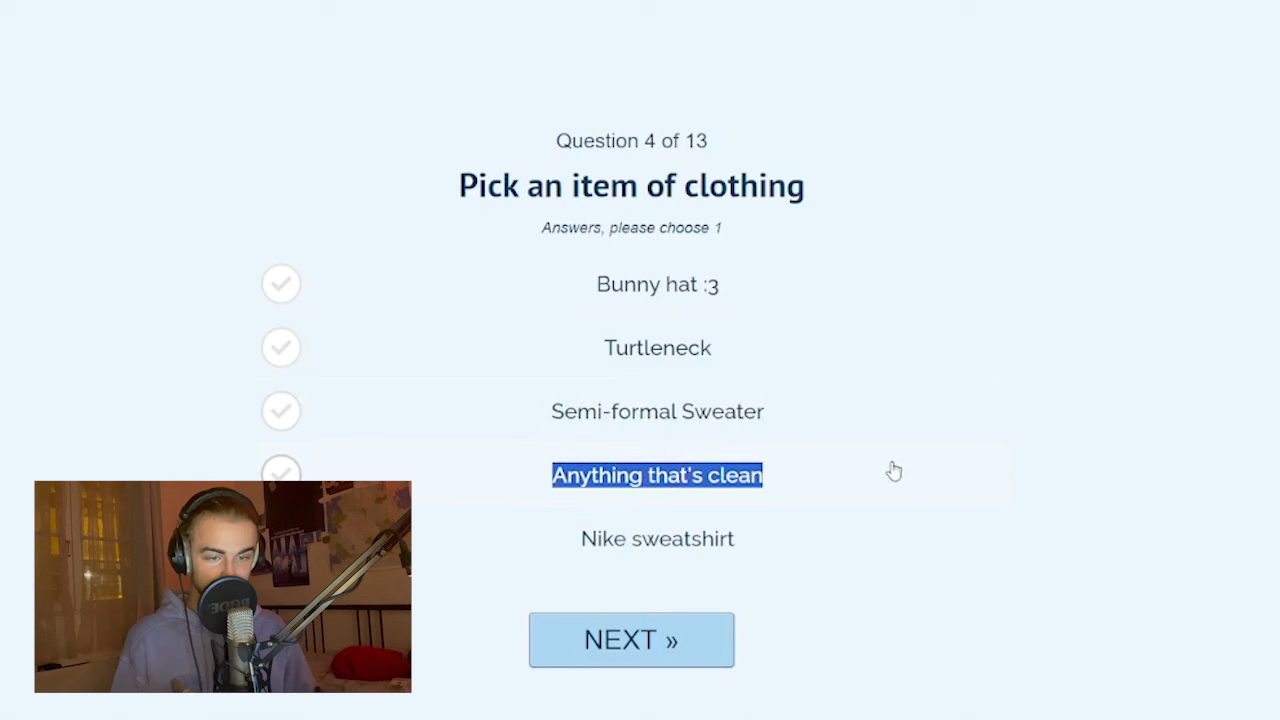 Question 4 of 13
Pick an item of clothing
Answers, please choose 1
Bunny hat :3
Turtleneck
Semi-formal Sweater
Anything that's clean
Nike sweatshirt
NEXT »
RODE